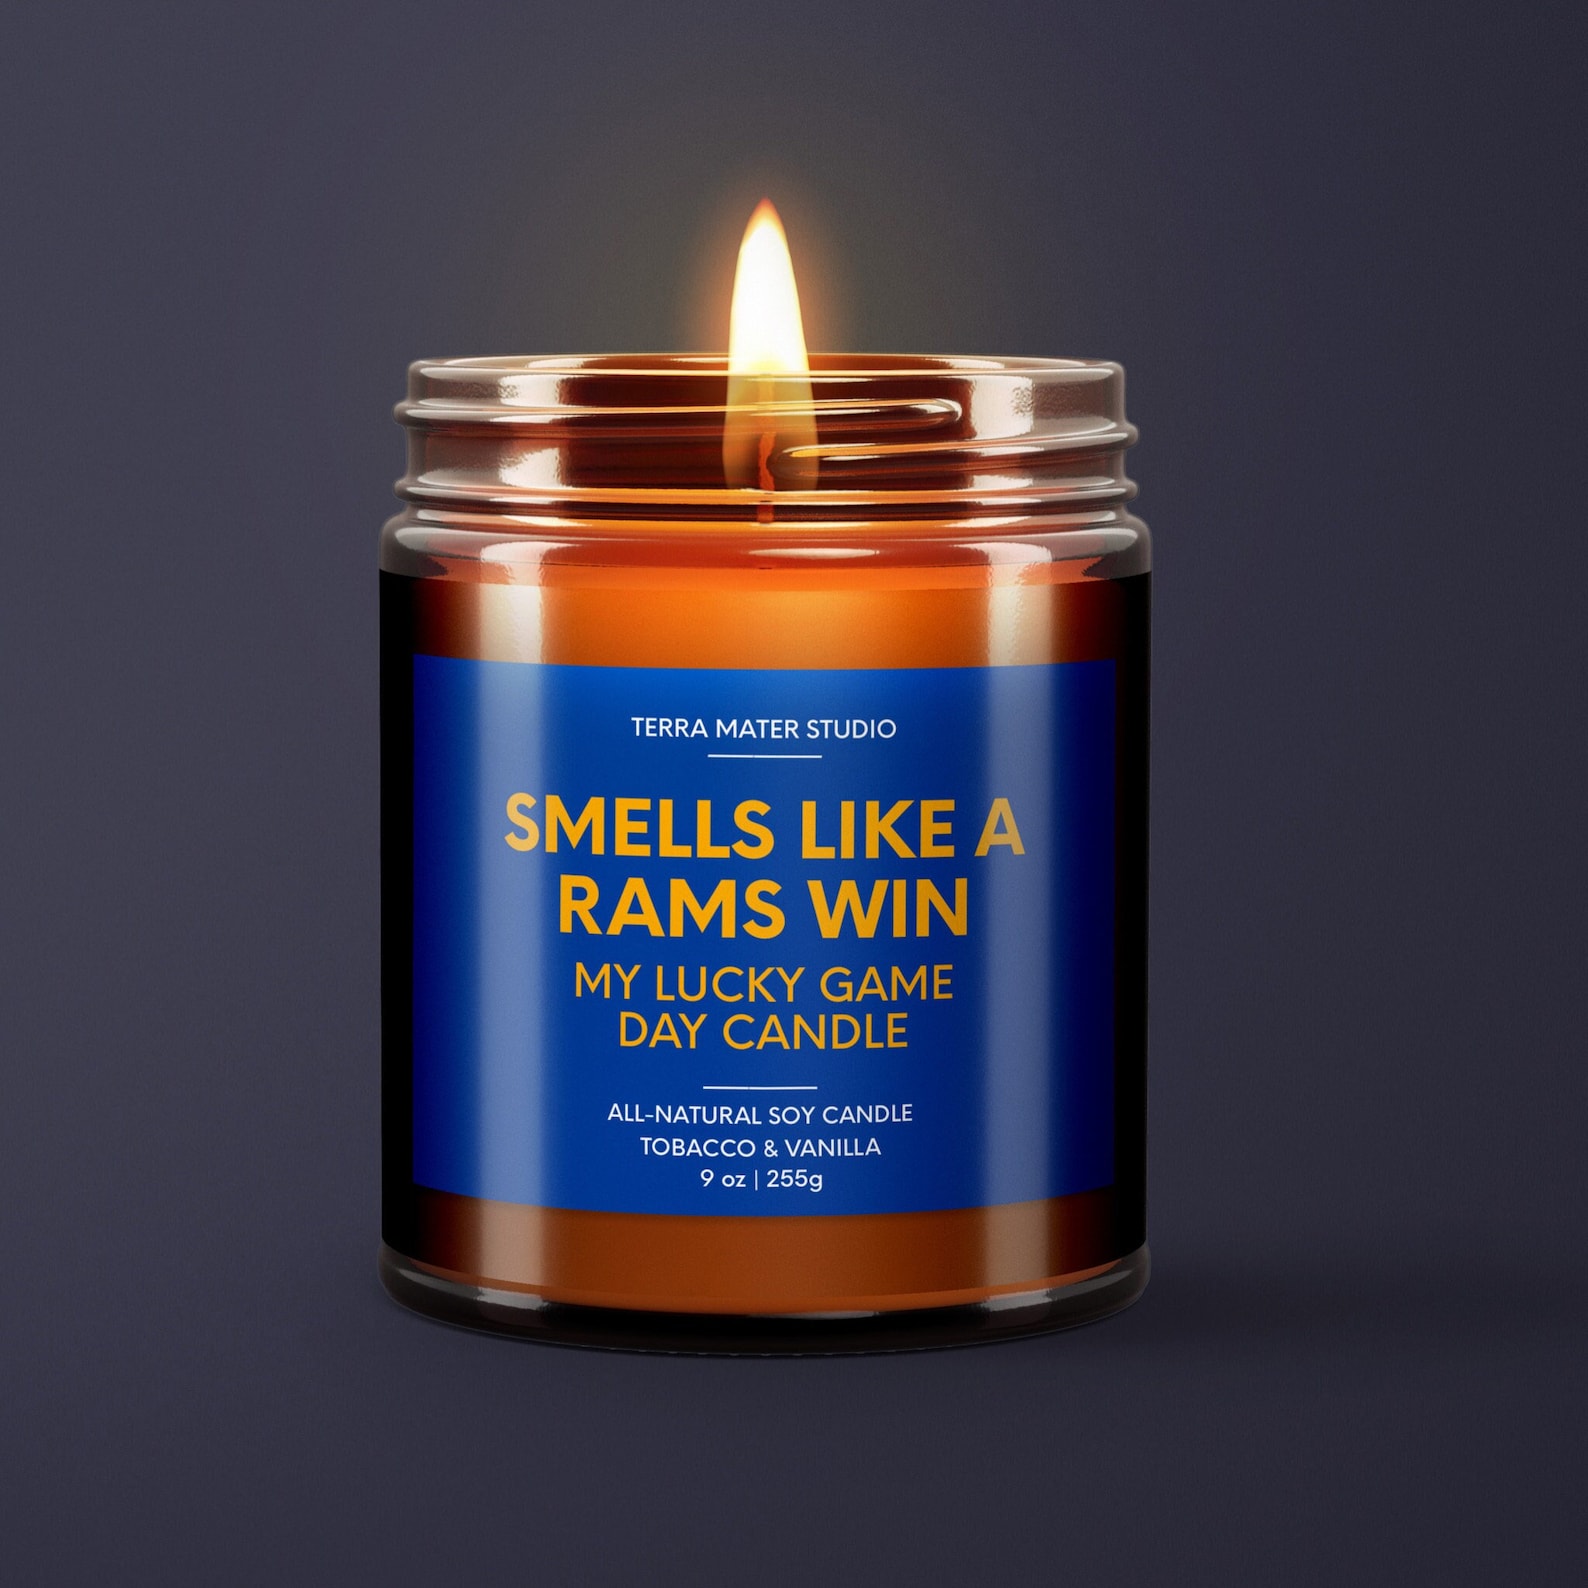 TERRA MATER STUDIO
SMELLS LIKE A
RAMS WIN
MY LUCKY GAME
DAY CANDLE
ALL-NATURAL SOY CANDLE
TOBACCO & VANILLA
9 oz | 255g